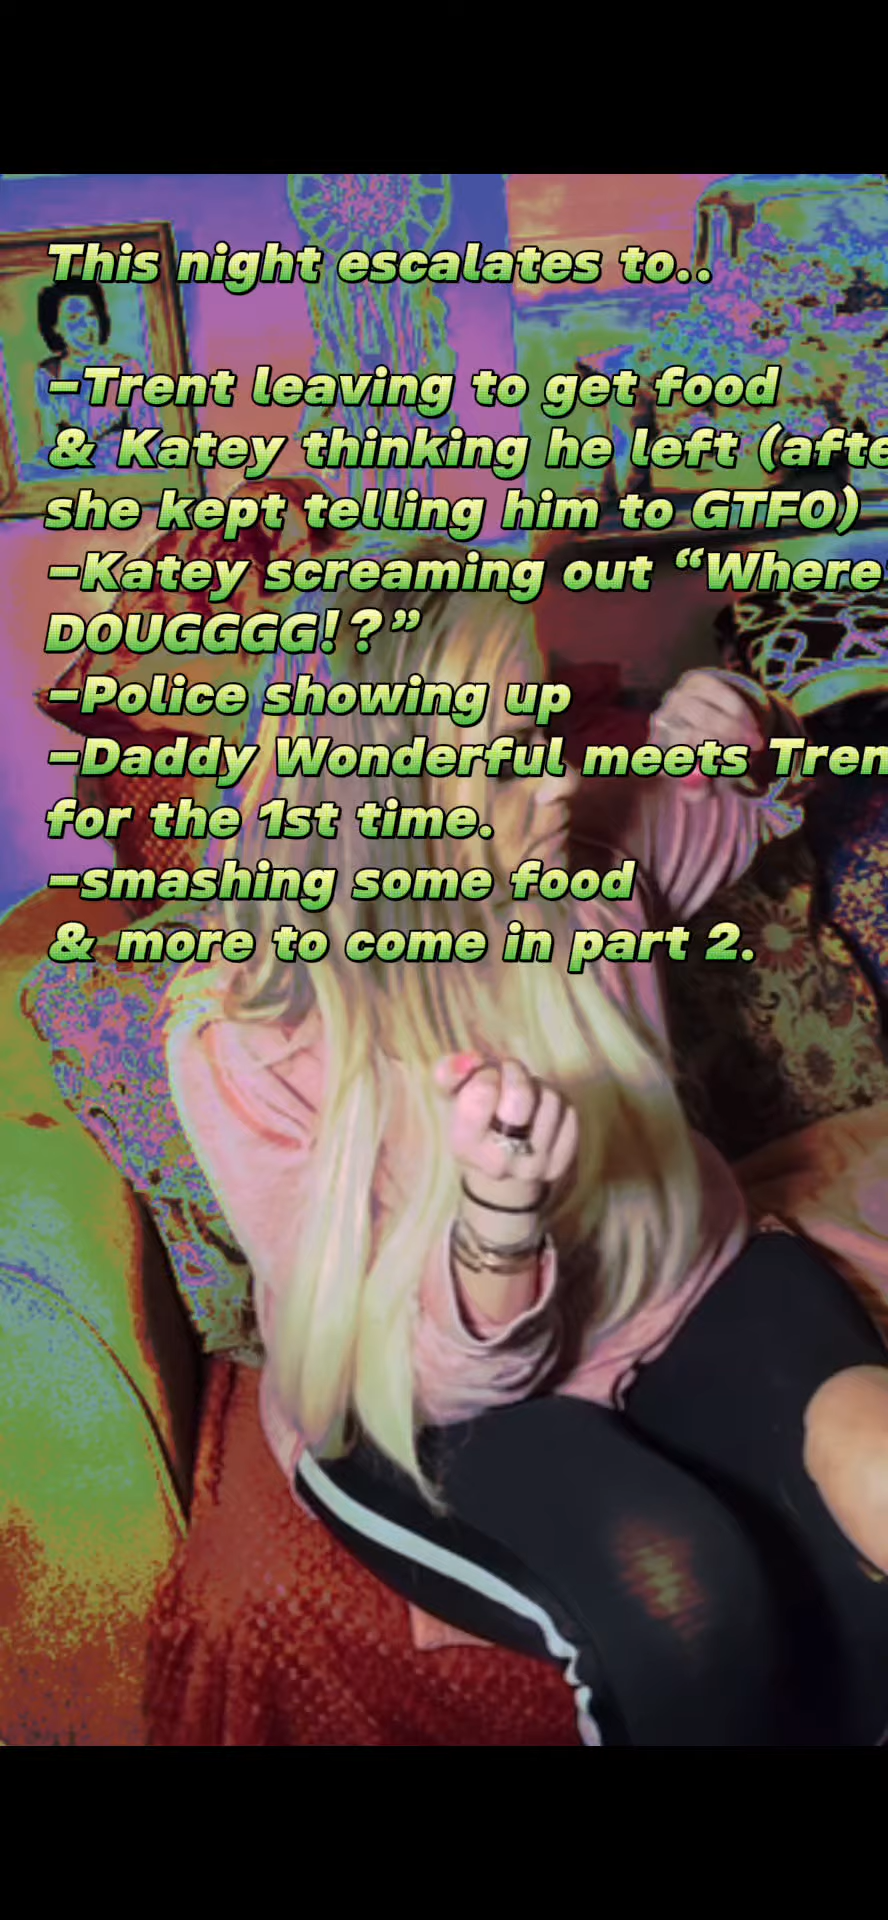 This night escalates to..
-Trent leaving to get food
& Katey thinking he left (afte
she kept telling him to GTFO)
-Katey screaming out “Where'
DOUGGGG!?”
-Police showing up
-Daddy Wonderful meets Tren
for the 1st time.
-smashing some food
& more to come in part 2.